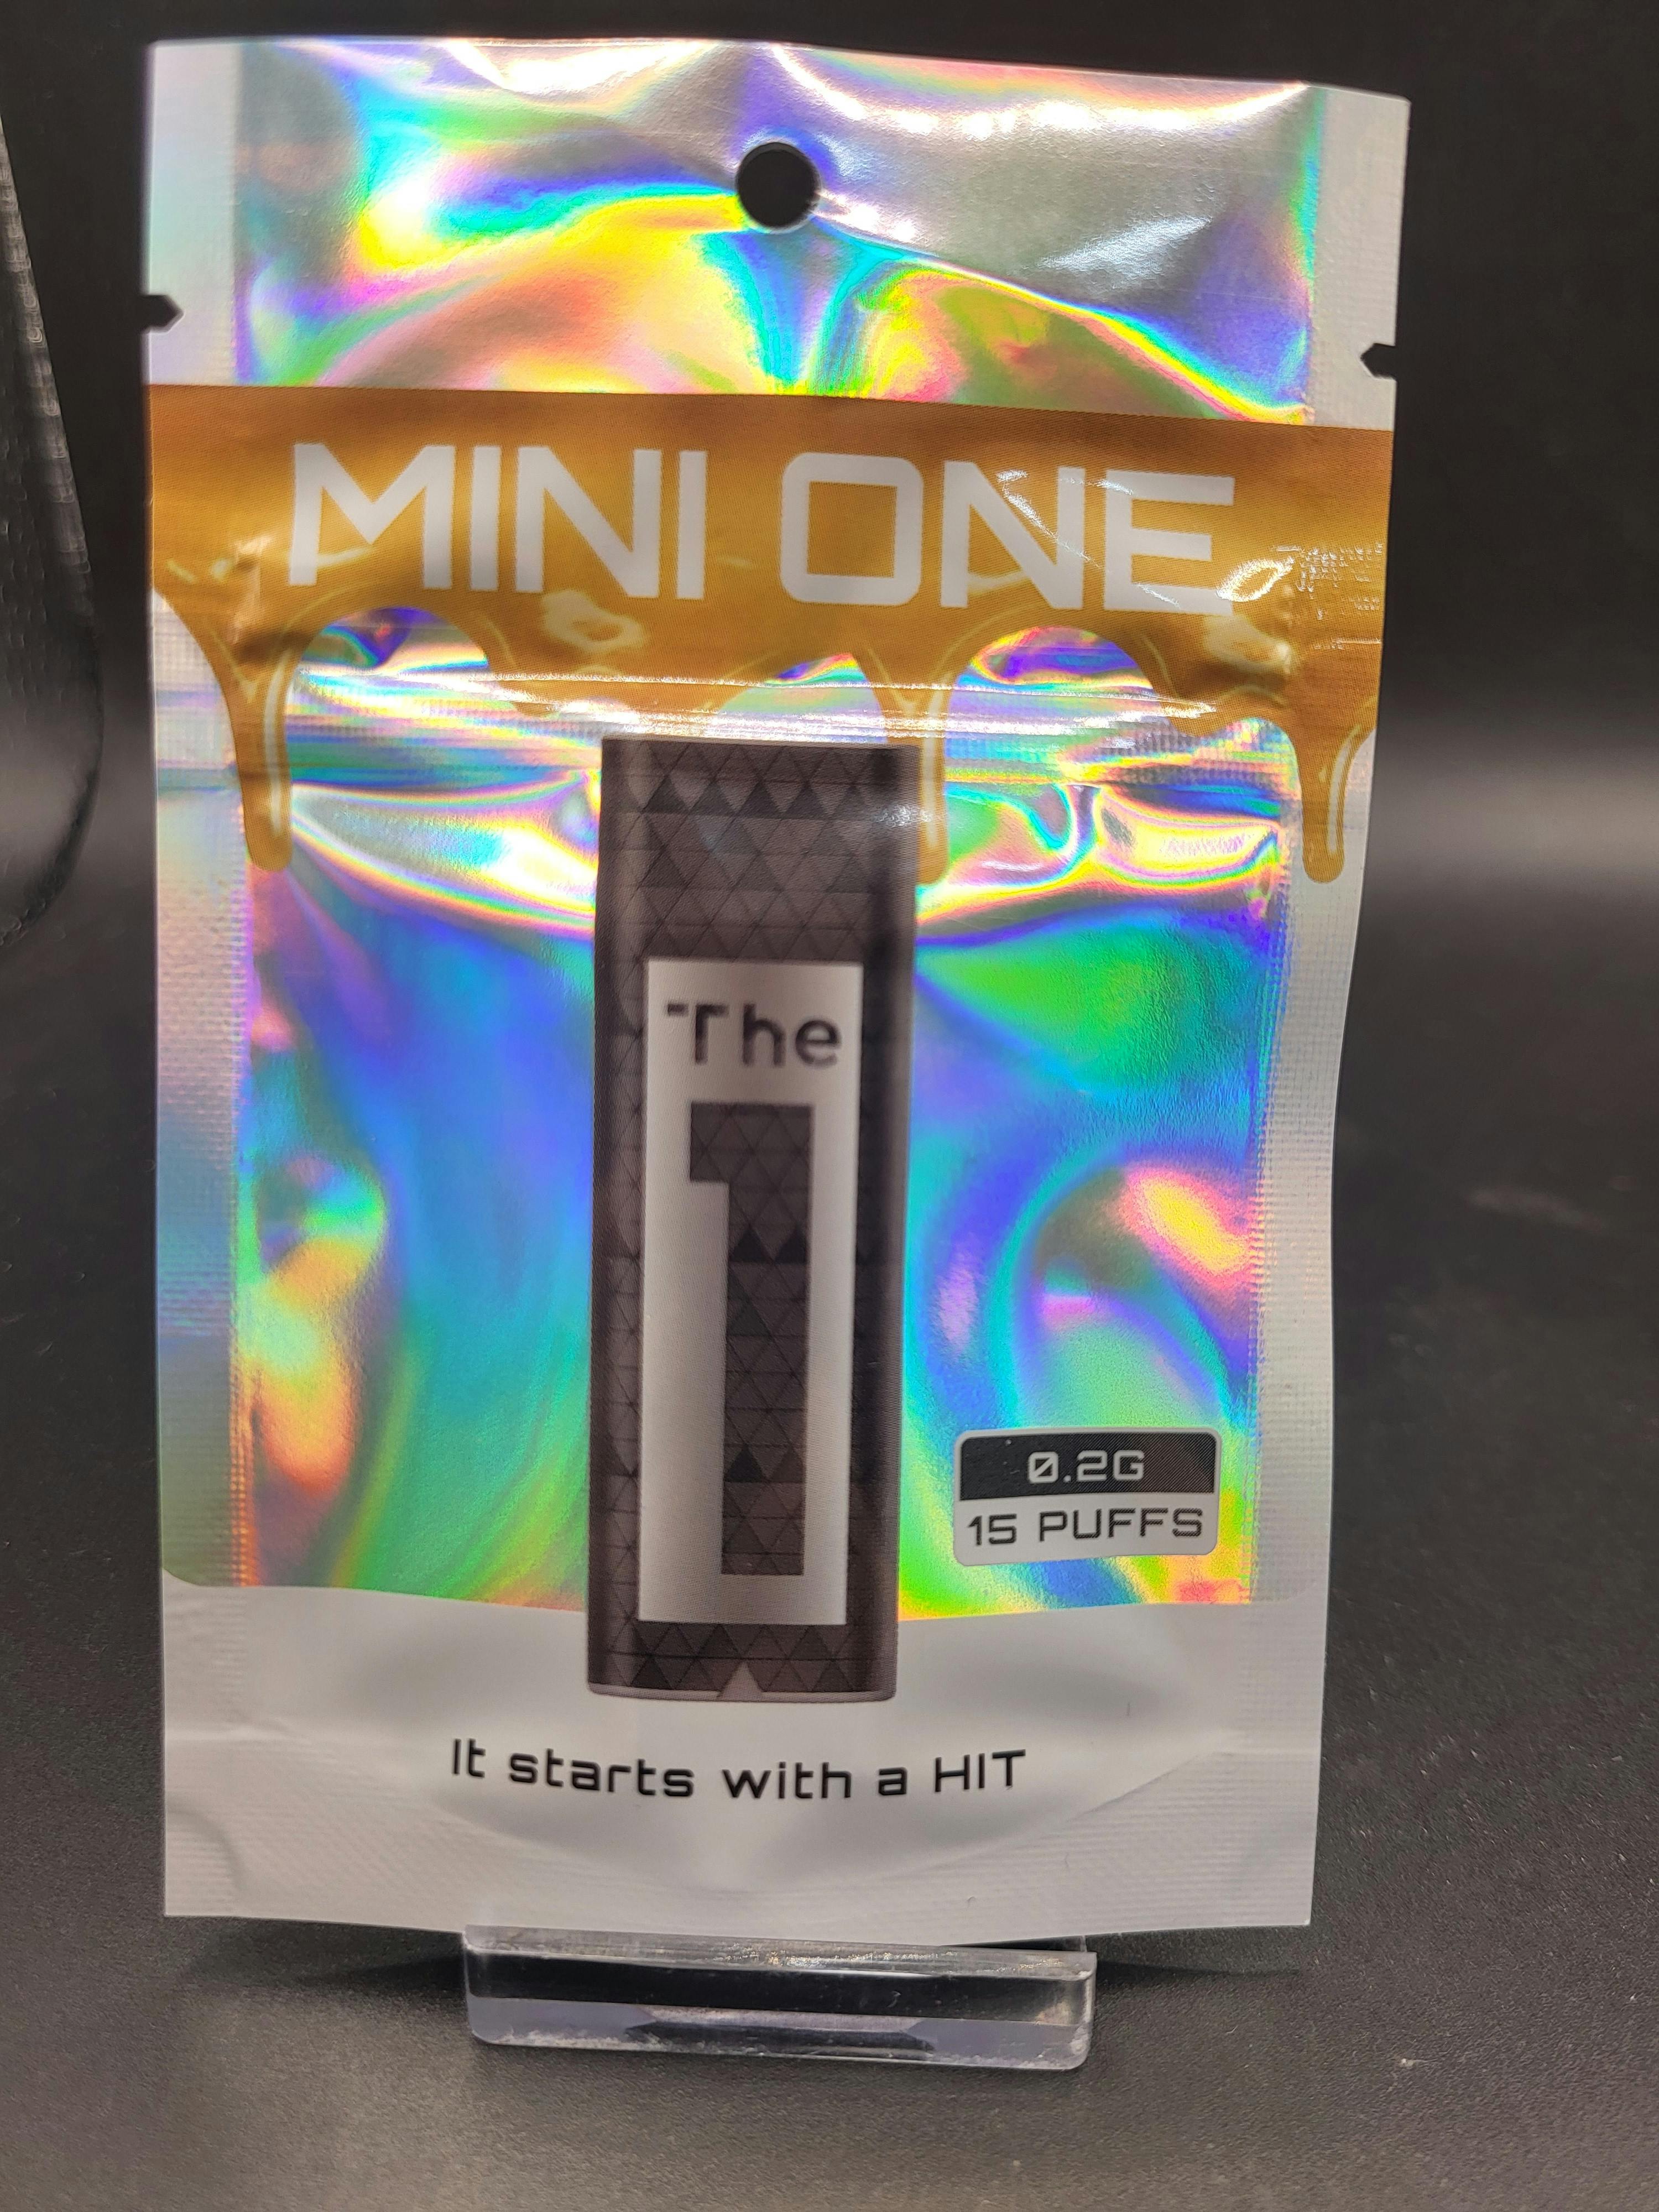 MINI ONE
The
1
0.2G
15 PUFFS
It starts with a HIT